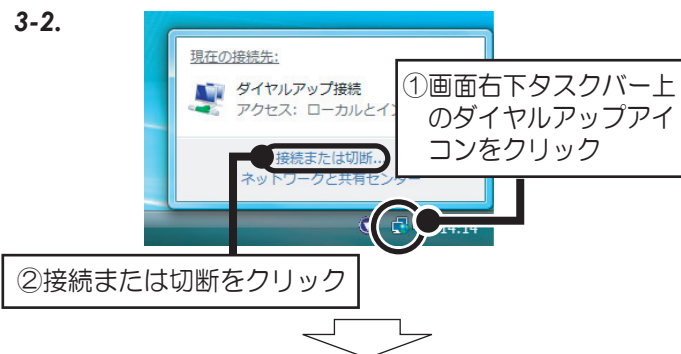 3-2.
現在の接続先:
ダイヤルアップ接続
アクセス: ローカルとイン
①画面右下タスクバー上
のダイヤルアップアイ
コンをクリック
接続または切断...
ネットワークと共有センター
14:14
②接続または切断をクリック